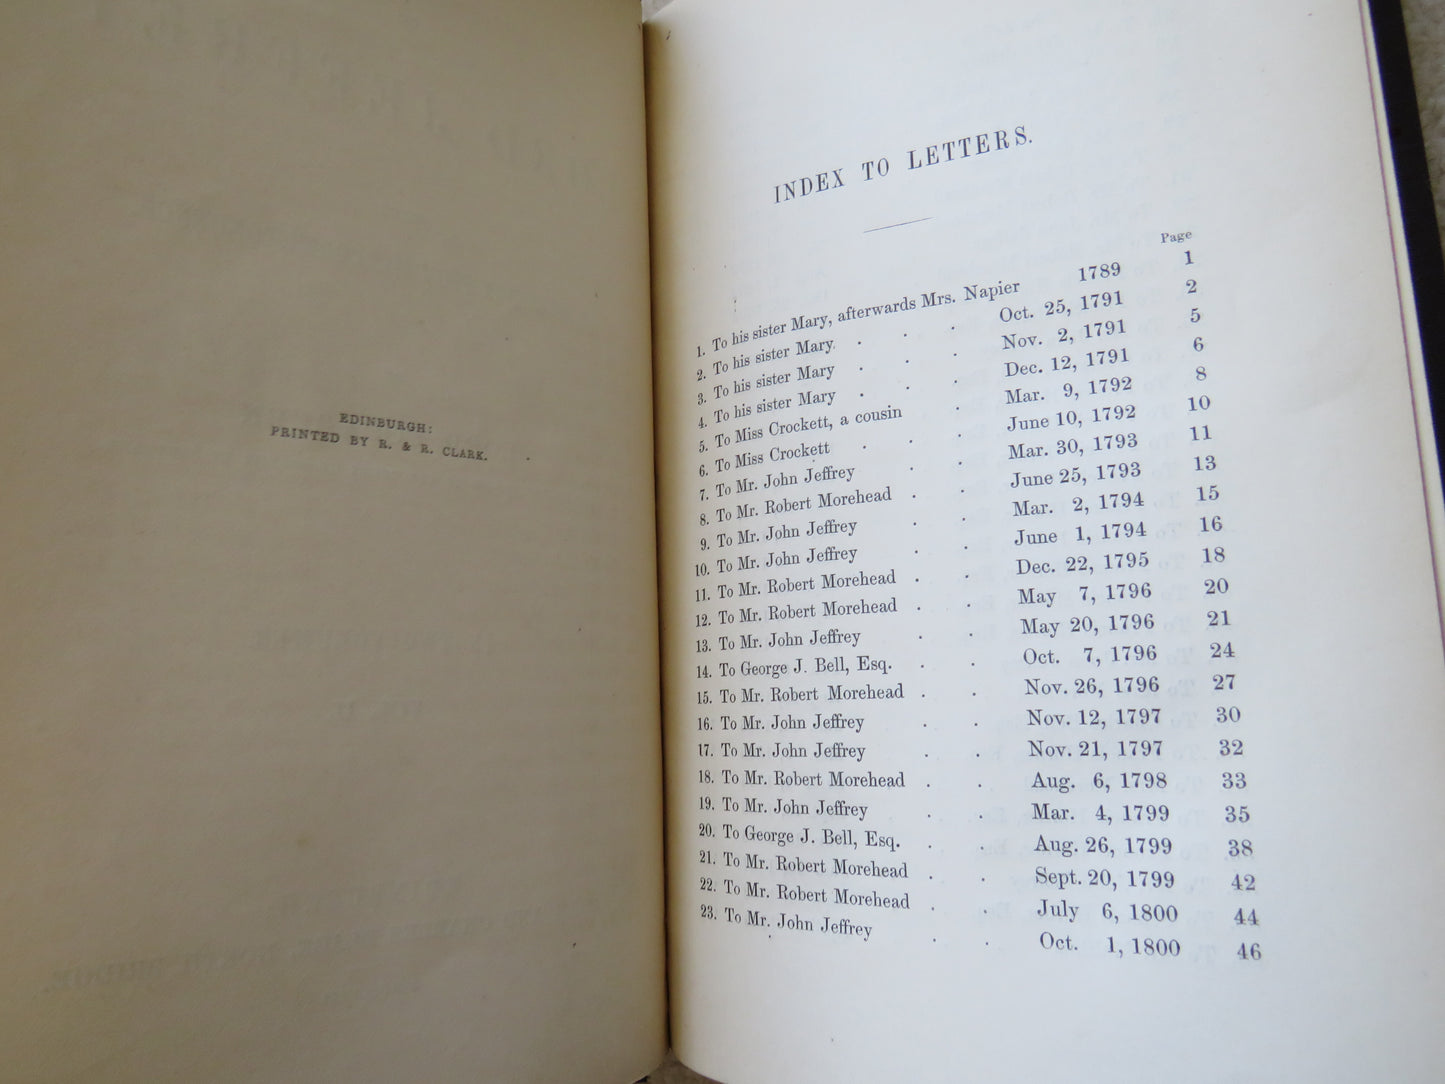 EDINBURGH:
PRINTED BY R. & R. CLARK.
INDEX TO LETTERS.
Page
1. To his sister Mary, afterwards Mrs. Napier 1789 1
2. To his sister Mary . . . Oct. 25, 1791 2
3. To his sister Mary . . . Nov. 2, 1791 5
4. To his sister Mary . . . Dec. 12, 1791 6
5. To Miss Crockett, a cousin . Mar. 9, 1792 8
6. To Miss Crockett . . . June 10, 1792 10
7. To Mr. John Jeffrey . . Mar. 30, 1793 11
8. To Mr. Robert Morehead . . June 25, 1793 13
9. To Mr. John Jeffrey . . Mar. 2, 1794 15
10. To Mr. John Jeffrey . . June 1, 1794 16
11. To Mr. Robert Morehead . . Dec. 22, 1795 18
12. To Mr. Robert Morehead . . May 7, 1796 20
13. To Mr. John Jeffrey . . May 20, 1796 21
14. To George J. Bell, Esq. . . Oct. 7, 1796 24
15. To Mr. Robert Morehead . . Nov. 26, 1796 27
16. To Mr. John Jeffrey . . Nov. 12, 1797 30
17. To Mr. John Jeffrey . . Nov. 21, 1797 32
18. To Mr. Robert Morehead . . Aug. 6, 1798 33
19. To Mr. John Jeffrey . . Mar. 4, 1799 35
20. To George J. Bell, Esq. . . Aug. 26, 1799 38
21. To Mr. Robert Morehead . . Sept. 20, 1799 42
22. To Mr. Robert Morehead . . July 6, 1800 44
23. To Mr. John Jeffrey . . Oct. 1, 1800 46